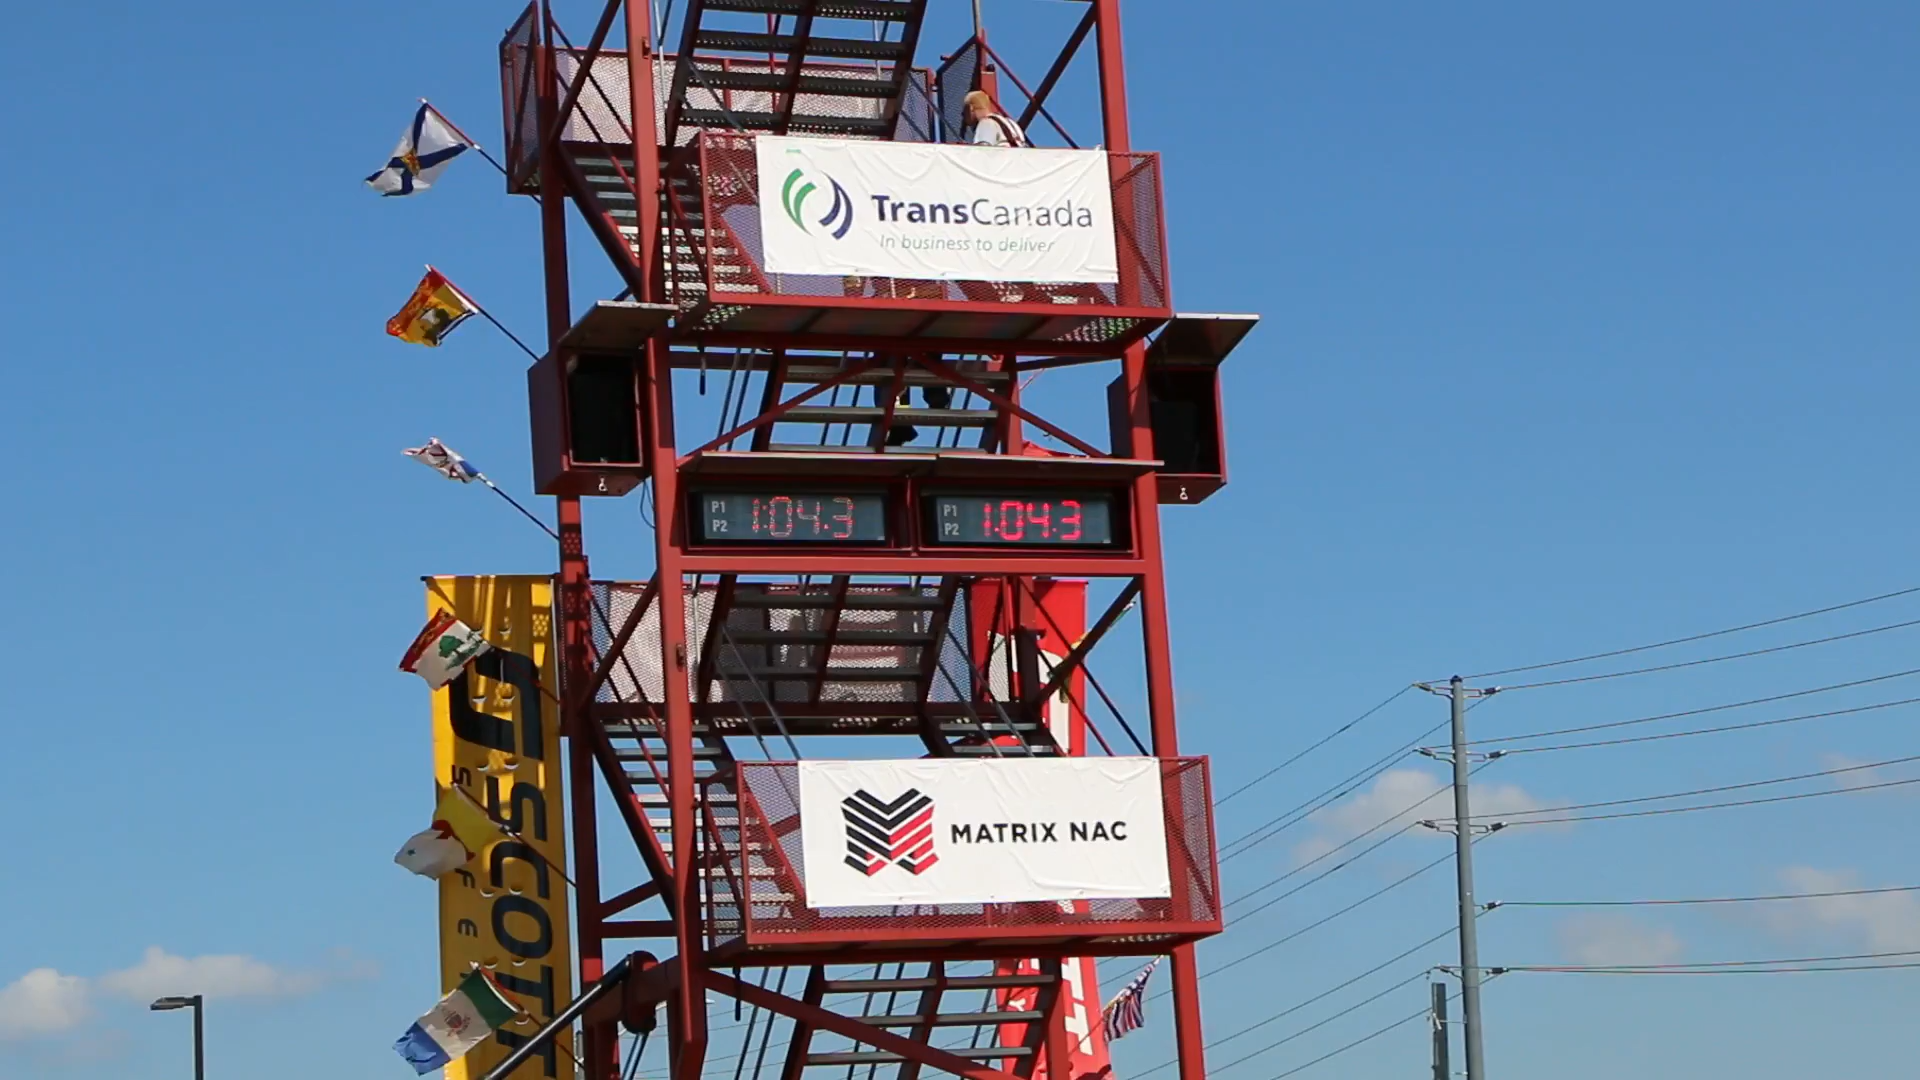 TransCanada
In business to deliver
P1
P2
1:04.3
P1
P2
1:04.3
SCOTT
MATRIX NAC